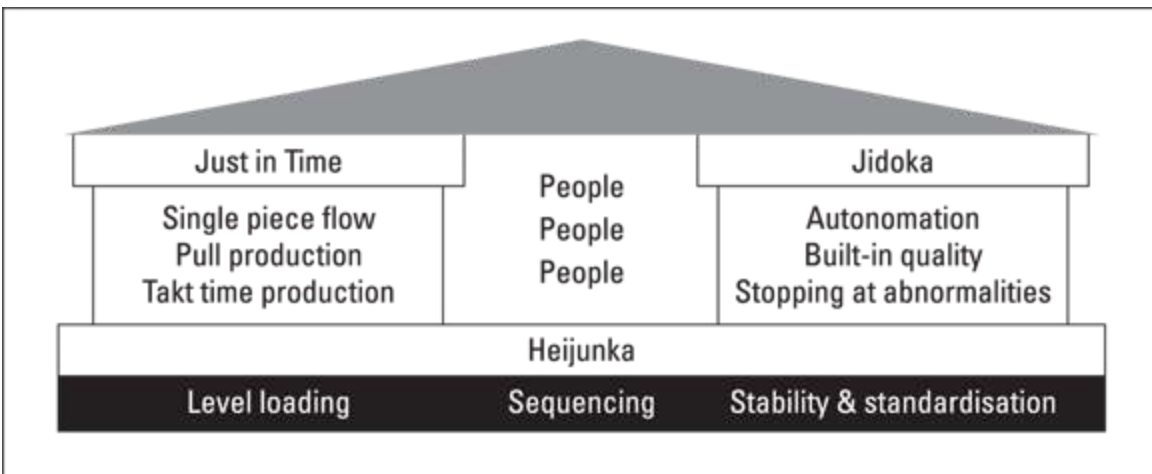 Just in Time
Single piece flow
Pull production
Takt time production
People
People
People
Jidoka
Autonomation
Built-in quality
Stopping at abnormalities
Heijunka
Level loading
Sequencing
Stability & standardisation